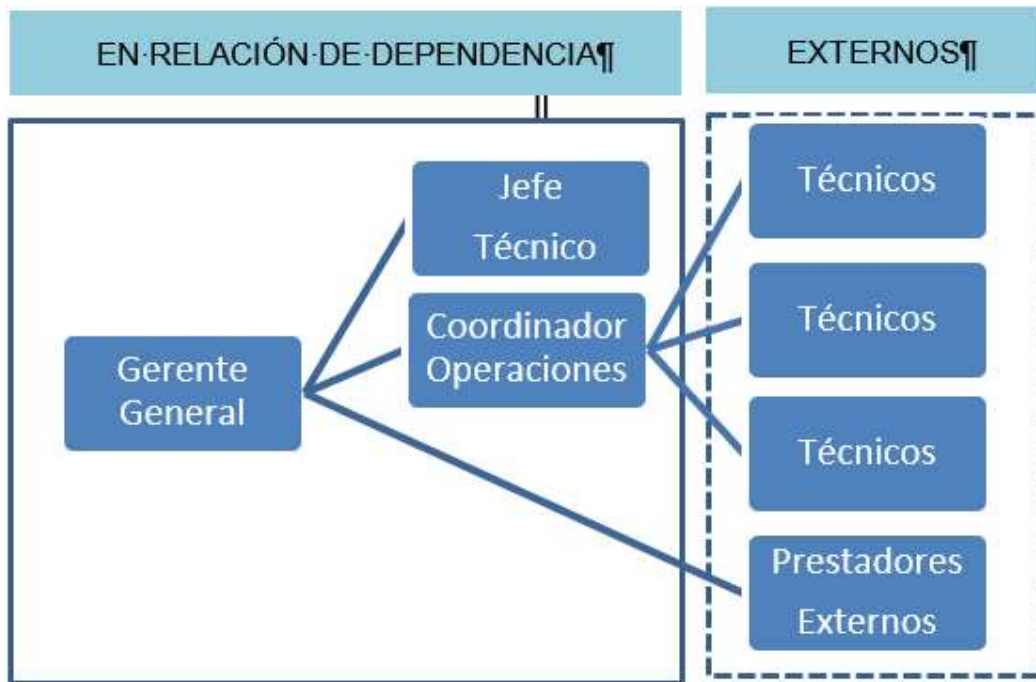 EN·RELACIÓN·DE·DEPENDENCIA¶
EXTERNOS¶
Jefe
Técnico
Coordinador
Operaciones
Gerente
General
Técnicos
Técnicos
Técnicos
Prestadores
Externos